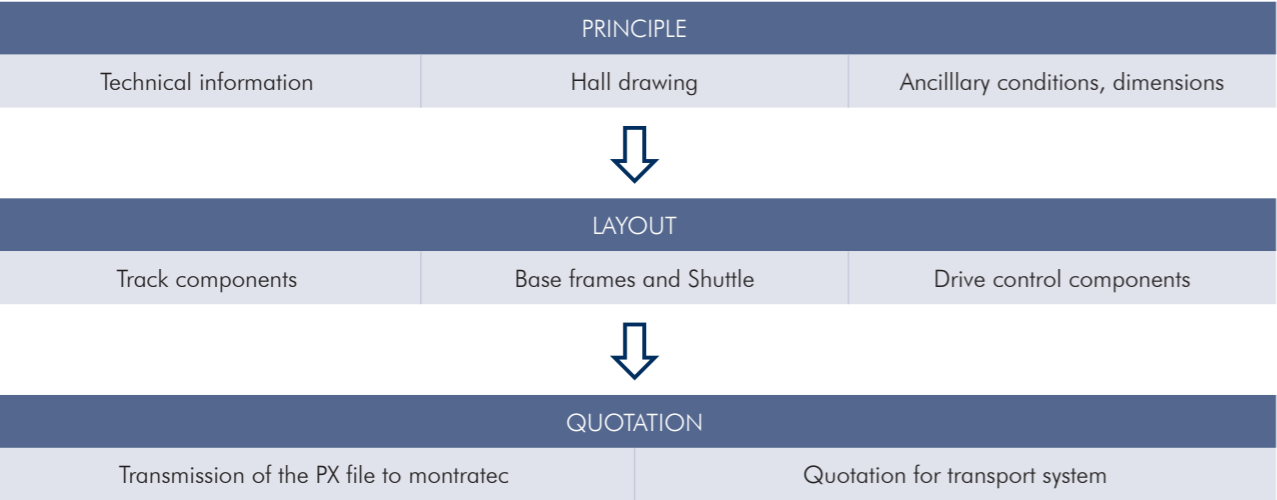 PRINCIPLE
Technical information
Hall drawing
Ancilllary conditions, dimensions
LAYOUT
Track components
Base frames and Shuttle
Drive control components
QUOTATION
Transmission of the PX file to montratec
Quotation for transport system